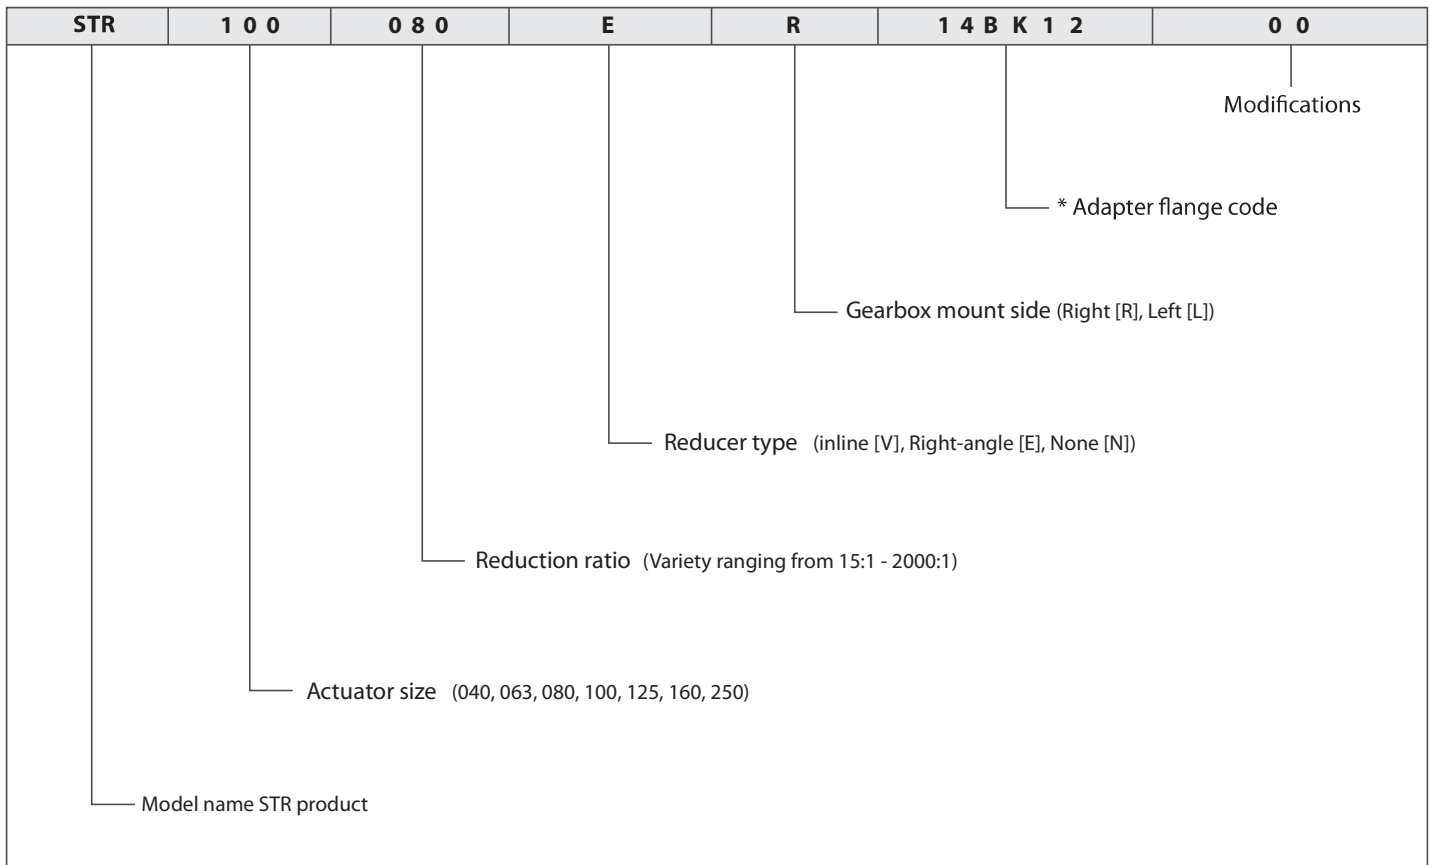 STR 1 0 0 0 8 0 E R 1 4 B K 1 2 0 0
Modifications
* Adapter flange code
Gearbox mount side (Right [R], Left [L])
Reducer type (inline [V], Right-angle [E], None [N])
Reduction ratio (Variety ranging from 15:1 - 2000:1)
Actuator size (040, 063, 080, 100, 125, 160, 250)
Model name STR product